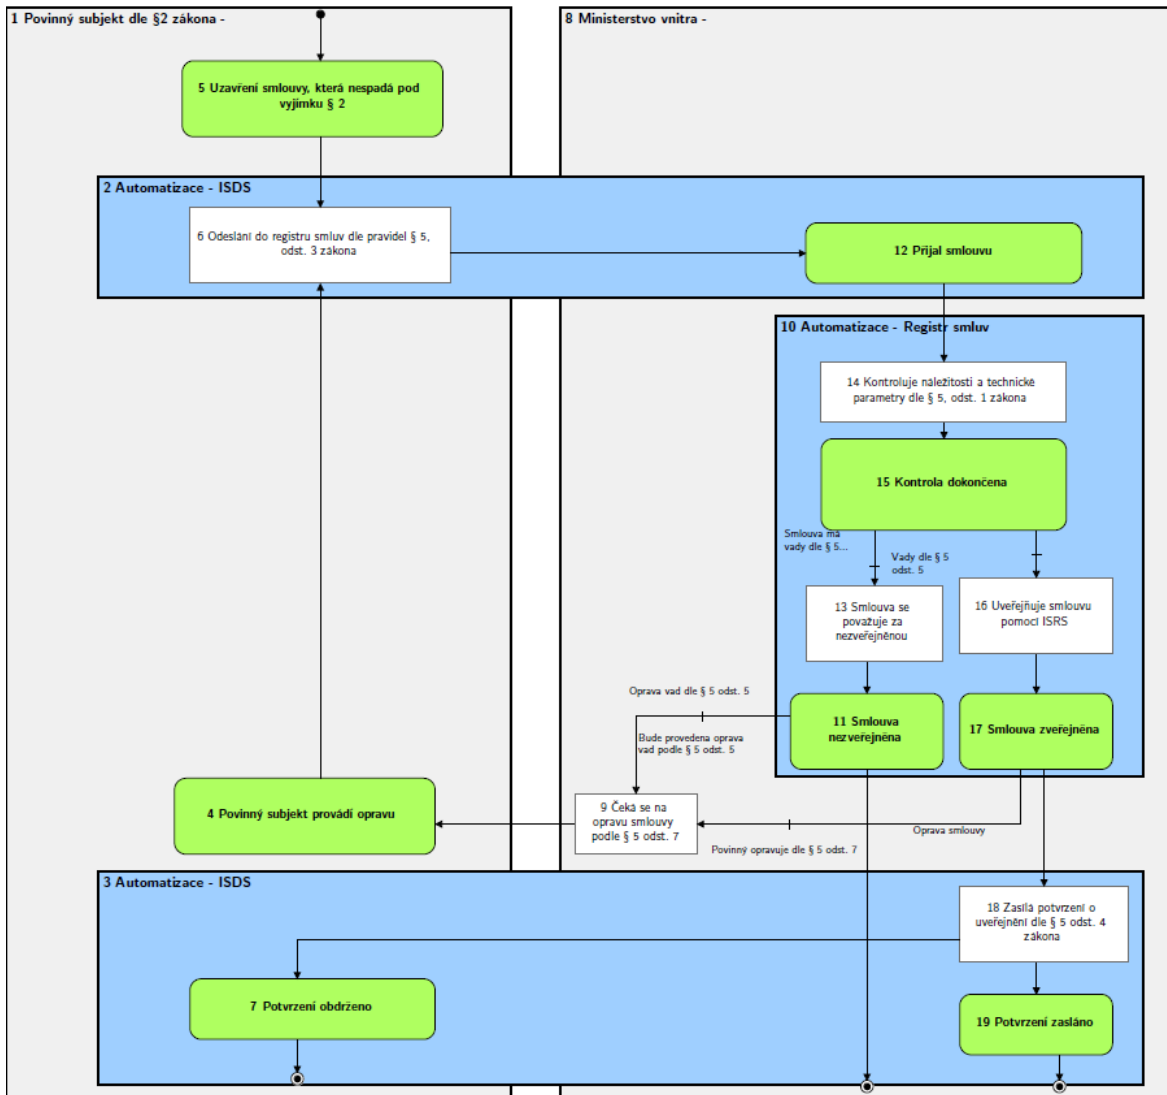 1 Povinný subjekt dle §2 zákona -
8 Ministerstvo vnitra -
5 Uzavření smlouvy, která nespadá pod
vyjímku § 2
2 Automatizace - ISDS
6 Odeslání do registru smluv dle pravidel § 5,
odst. 3 zákona
12 Přijal smlouvu
10 Automatizace - Registr smluv
14 Kontroluje náležitosti a technické
parametry dle § 5, odst. 1 zákona
15 Kontrola dokončena
Smlouva má
vady dle § 5...
Vady dle § 5
odst. 5
13 Smlouva se
považuje za
nezveřejněnou
16 Uveřejňuje smlouvu
pomocí ISRS
Oprava vad dle § 5 odst. 5
11 Smlouva
nezveřejněna
17 Smlouva zveřejněna
Bude provedena oprava
vad podle § 5 odst. 5
4 Povinný subjekt provádí opravu
9 Čeká se na
opravu smlouvy
podle § 5 odst. 7
Oprava smlouvy
Povinný opravuje dle § 5 odst. 7
3 Automatizace - ISDS
18 Zasílá potvrzení o
uveřejnění dle § 5 odst. 4
zákona
7 Potvrzení obdrženo
19 Potvrzení zasláno